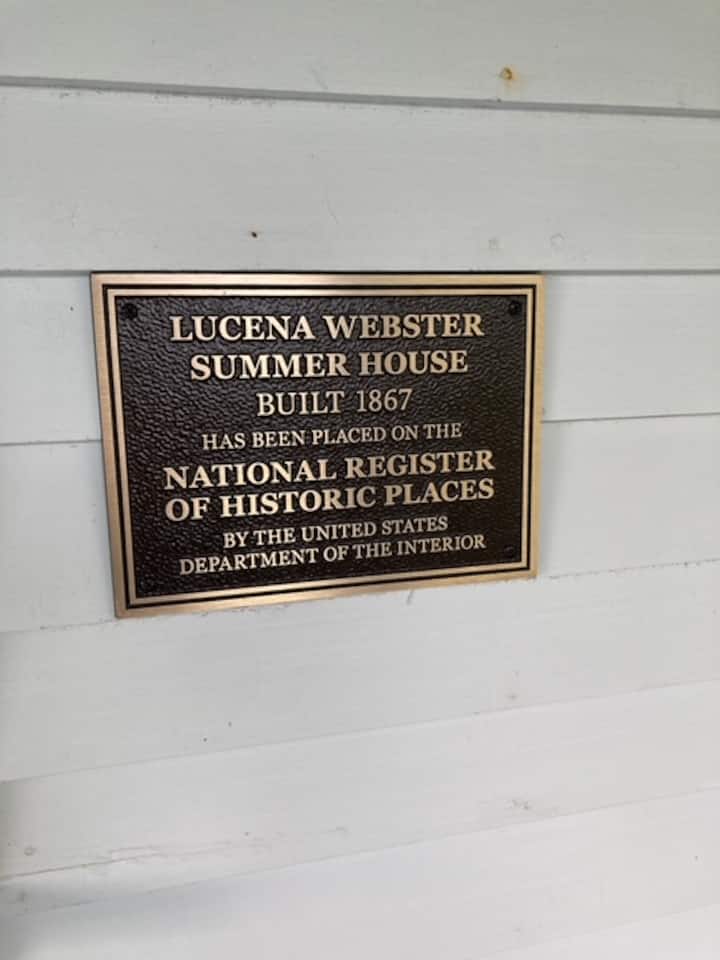 LUCENA WEBSTER
SUMMER HOUSE
BUILT 1867
HAS BEEN PLACED ON THE
NATIONAL REGISTER
OF HISTORIC PLACES
BY THE UNITED STATES
DEPARTMENT OF THE INTERIOR